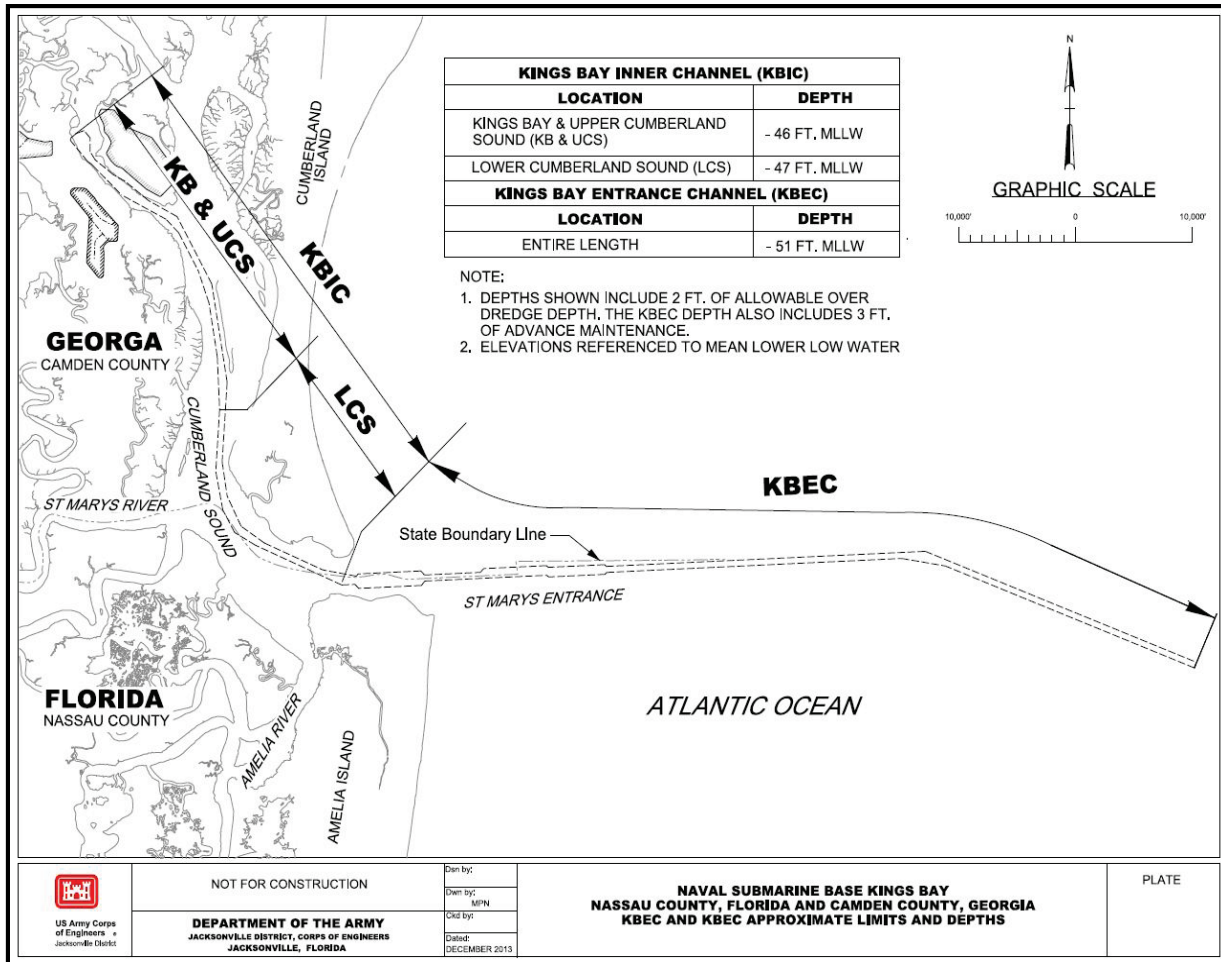 KINGS BAY INNER CHANNEL (KBIC)
LOCATION DEPTH
KINGS BAY & UPPER CUMBERLAND
SOUND (KB & UCS)
- 46 FT. MLLW
LOWER CUMBERLAND SOUND (LCS) - 47 FT. MLLW
KINGS BAY ENTRANCE CHANNEL (KBEC)
LOCATION DEPTH
ENTIRE LENGTH - 51 FT. MLLW
NOTE:
1. DEPTHS SHOWN INCLUDE 2 FT. OF ALLOWABLE OVER
DREDGE DEPTH. THE KBEC DEPTH ALSO INCLUDES 3 FT.
OF ADVANCE MAINTENANCE.
2. ELEVATIONS REFERENCED TO MEAN LOWER LOW WATER
N
GRAPHIC SCALE
10,000' 0 10,000'
CUMBERLAND
ISLAND
KB & UCS
KBIC
LCS
KBEC
GEORGA
CAMDEN COUNTY
CUMBERLAND SOUND
ST MARYS RIVER
State Boundary Line
ST MARYS ENTRANCE
FLORIDA
NASSAU COUNTY
AMELIA RIVER
AMELIA ISLAND
ATLANTIC OCEAN
US Army Corps
of Engineers
Jacksonville District
NOT FOR CONSTRUCTION
DEPARTMENT OF THE ARMY
JACKSONVILLE DISTRICT, CORPS OF ENGINEERS
JACKSONVILLE, FLORIDA
Dsn by:
Dwn by:
MPN
Ckd by:
Dated:
DECEMBER 2013
NAVAL SUBMARINE BASE KINGS BAY
NASSAU COUNTY, FLORIDA AND CAMDEN COUNTY, GEORGIA
KBEC AND KBEC APPROXIMATE LIMITS AND DEPTHS
PLATE